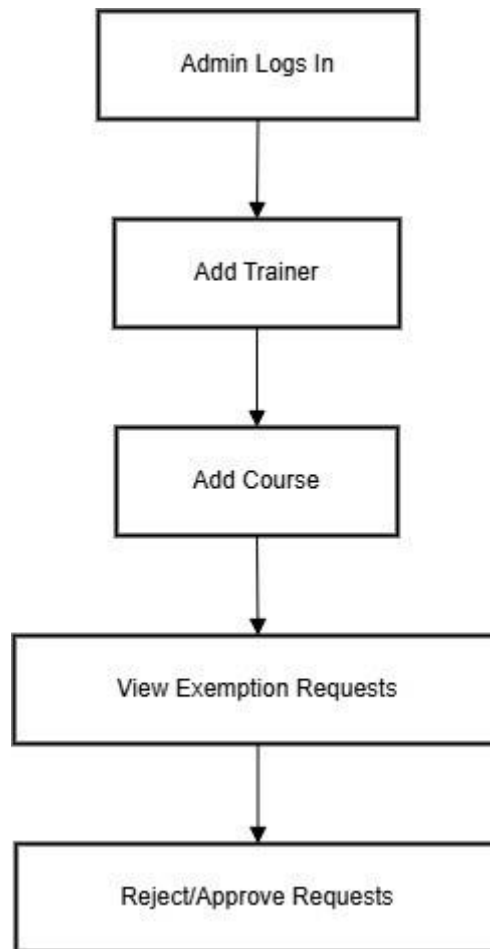 Admin Logs In
Add Trainer
Add Course
View Exemption Requests
Reject/Approve Requests